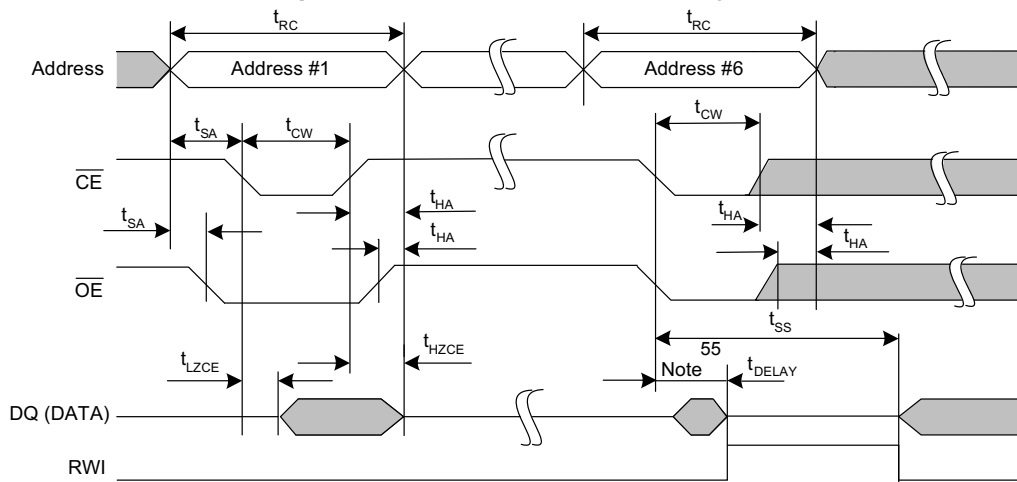 tRC tRC
Address Address #1 Address #6
tCW
tSA tCW
CE
tHA tHA
tSA tHA tHA
OE
tSS
tHZCE 55
tLZCE Note tDELAY
DQ (DATA)
RWI